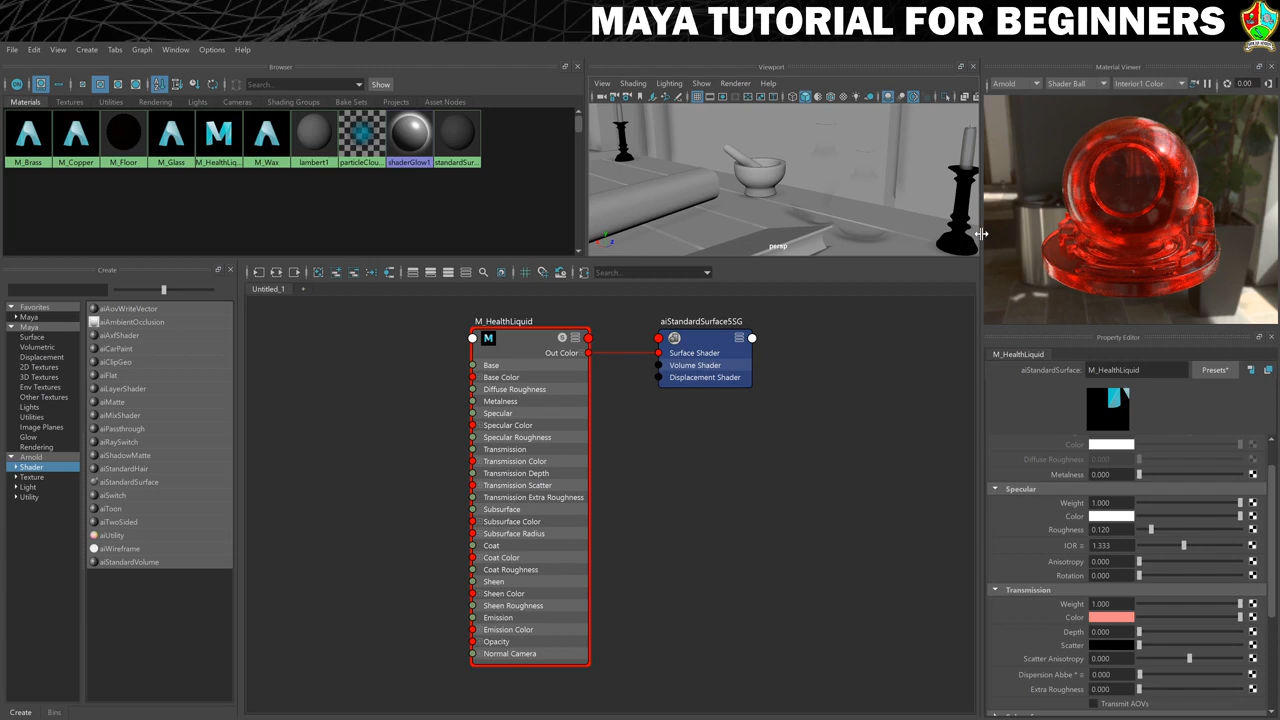 MAYA TUTORIAL FOR BEGINNERS
File Edit View Create Tabs Graph Window Options Help
Browser
Search...
Show
Materials Textures Utilities Rendering Lights Cameras Shading Groups Bake Sets Projects Asset Nodes
M_Brass M_Copper M_Floor M_Glass M_HealthLiq... M_Wax lambert1 particleClou... shaderGlow1 standardSur...
Viewport
View Shading Lighting Show Renderer Help
persp
Material Viewer
Arnold Shader Ball Interior1 Color 0.00
Create
Favorites
Maya
Maya
Surface
Volumetric
Displacement
2D Textures
3D Textures
Env Textures
Other Textures
Lights
Utilities
Image Planes
Glow
Rendering
Arnold
Shader
Texture
Light
Utility
aiAovWriteVector
aiAmbientOcclusion
aiAxfShader
aiCarPaint
aiClipGeo
aiFlat
aiLayerShader
aiMatte
aiMixShader
aiPassthrough
aiRaySwitch
aiShadowMatte
aiStandardHair
aiStandardSurface
aiSwitch
aiToon
aiTwoSided
aiUtility
aiWireframe
aiStandardVolume
Create Bins
Search...
Untitled_1 +
M_HealthLiquid
Out Color
Base
Base Color
Diffuse Roughness
Metalness
Specular
Specular Color
Specular Roughness
Transmission
Transmission Color
Transmission Depth
Transmission Scatter
Transmission Extra Roughness
Subsurface
Subsurface Color
Subsurface Radius
Coat
Coat Color
Coat Roughness
Sheen
Sheen Color
Sheen Roughness
Emission
Emission Color
Opacity
Normal Camera
aiStandardSurface5SG
Surface Shader
Volume Shader
Displacement Shader
Property Editor
M_HealthLiquid
aiStandardSurface: M_HealthLiquid Presets*
Color
Diffuse Roughness 0.000
Metalness 0.000
Specular
Weight 1.000
Color
Roughness 0.120
IOR = 1.333
Anisotropy 0.000
Rotation 0.000
Transmission
Weight 1.000
Color
Depth 0.000
Scatter
Scatter Anisotropy 0.000
Dispersion Abbe * = 0.000
Extra Roughness 0.000
Transmit AOVs